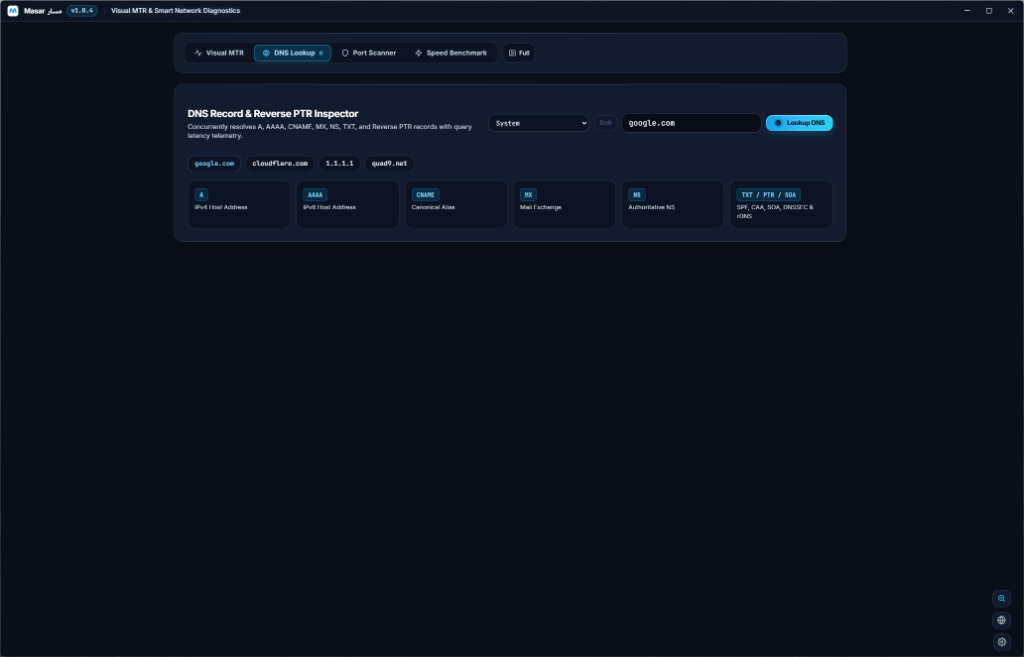 Masar مسار v1.8.4 Visual MTR & Smart Network Diagnostics
Visual MTR DNS Lookup Port Scanner Speed Benchmark Full
DNS Record & Reverse PTR Inspector
Concurrently resolves A, AAAA, CNAME, MX, NS, TXT, and Reverse PTR records with query
latency telemetry.
System DoH google.com Lookup DNS
google.com cloudflare.com 1.1.1.1 quad9.net
A
IPv4 Host Address
AAAA
IPv6 Host Address
CNAME
Canonical Alias
MX
Mail Exchange
NS
Authoritative NS
TXT / PTR / SOA
SPF, CAA, SOA, DNSSEC &
rDNS